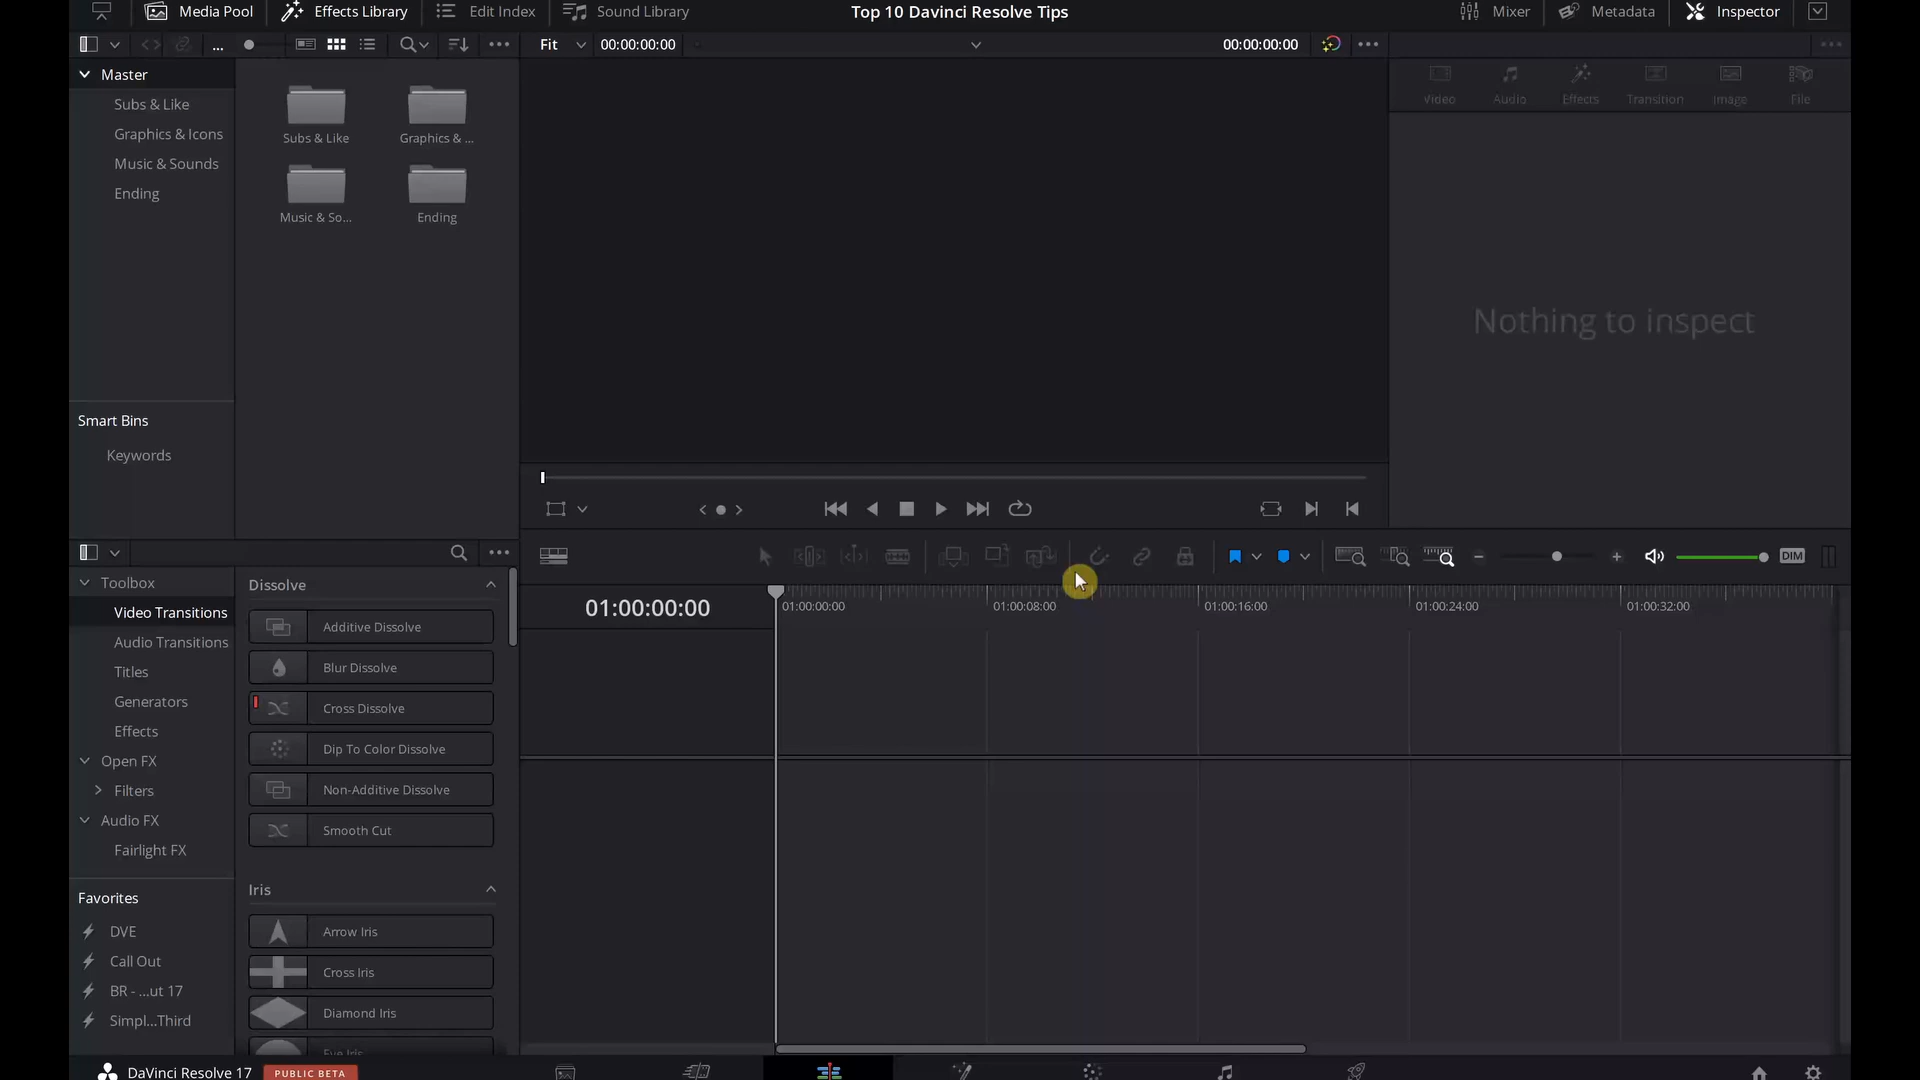 Media Pool
Effects Library
Edit Index
Sound Library
Top 10 Davinci Resolve Tips
Mixer
Metadata
Inspector
...
Fit
00:00:00:00
00:00:00:00
Master
Subs & Like
Graphics & Icons
Music & Sounds
Ending
Subs & Like
Graphics & ...
Music & So...
Ending
Video
Audio
Effects
Transition
Image
File
Nothing to inspect
Smart Bins
Keywords
DIM
Toolbox
Video Transitions
Audio Transitions
Titles
Generators
Effects
Open FX
Filters
Audio FX
Fairlight FX
Favorites
DVE
Call Out
BR - ...ut 17
Simpl...Third
Dissolve
Additive Dissolve
Blur Dissolve
Cross Dissolve
Dip To Color Dissolve
Non-Additive Dissolve
Smooth Cut
Iris
Arrow Iris
Cross Iris
Diamond Iris
Eye Iris
01:00:00:00
01:00:00:00
01:00:08:00
01:00:16:00
01:00:24:00
01:00:32:00
DaVinci Resolve 17
PUBLIC BETA